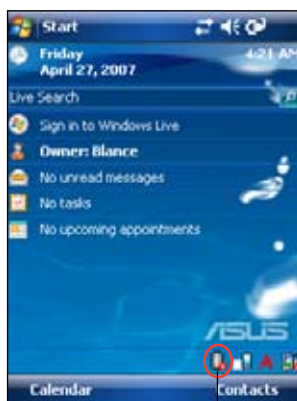 Start
Friday
4:21 AM
April 27, 2007
Live Search
Sign in to Windows Live
Owner: Blance
No unread messages
No tasks
No upcoming appointments
ASUS
Calendar
Contacts